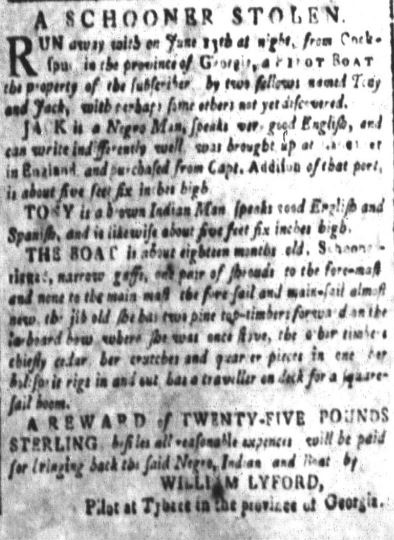 A SCHOONER STOLEN.
RUN away with on June 13th at night, from Cock-
spur in the province of Georgia, a PILOT BOAT
the property of the subscriber by two fellows named Tony
and Jack, with perhaps some others not yet discovered.
JACK is a Negro Man, speaks very good English, and
can write indifferently well was brought up at
in England, and purchased from Capt. Addison of that port,
is about five feet six inches high.
TONY is a brown Indian Man speaks good English and
Spanish, and is likewise about five feet six inches high.
THE BOAT is about eighteen months old, Schooner-
rigged, narrow gaffs, one pair of shrouds to the fore-mast
and none to the main mast the fore sail and main-sail almost
new, the jib old she has two pine top-timbers forward on the
larboard bow where she was once stove, the other timbers
chiefly cedar her crutches and quarter pieces in one her
rigs in and out has a traveller on deck for a square-
sail boom.
A REWARD of TWENTY-FIVE POUNDS
STERLING besides all reasonable expences will be paid
for bringing back the said Negro, Indian and Boat by
WILLIAM LYFORD,
Pilot at Tybee in the province of Georgia.